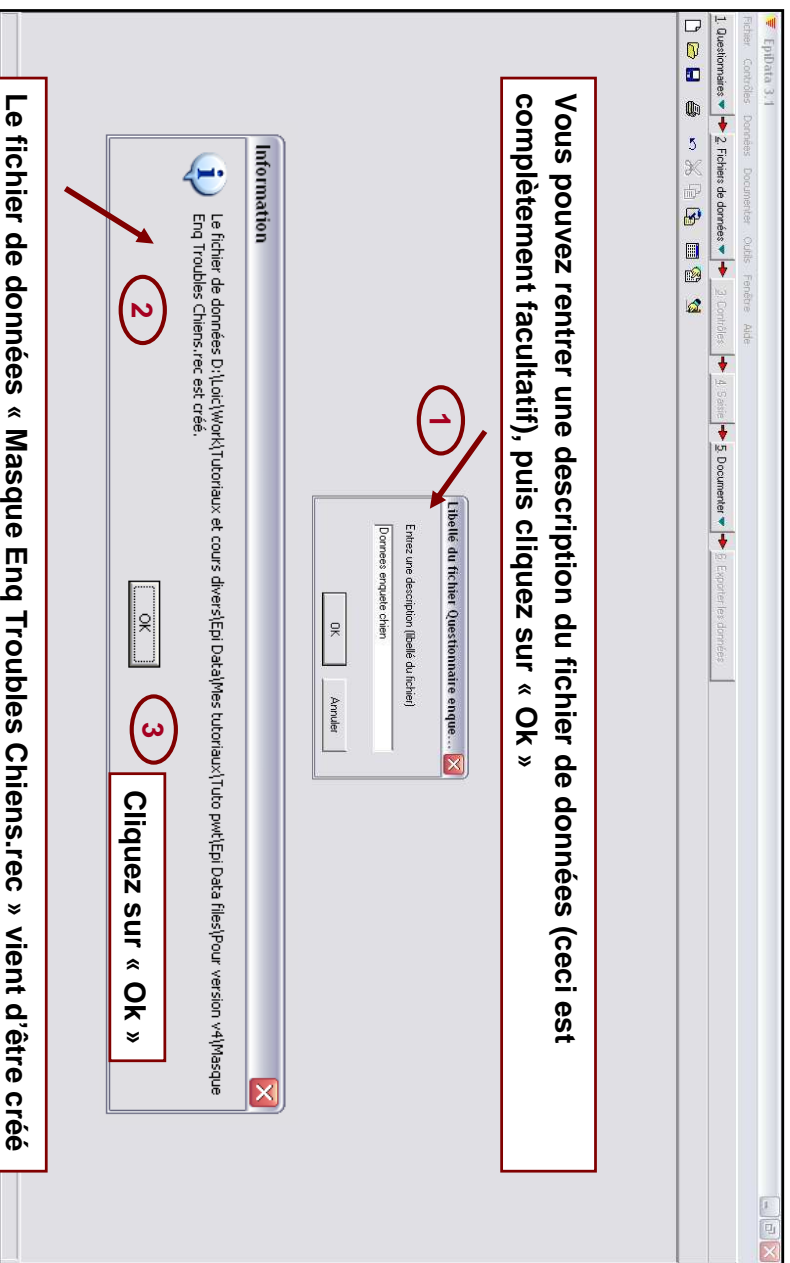 EpiData 3.1
Fichier Contrôles Données Documenter Outils Fenêtre Aide
1. Questionnaires 2. Fichiers de données 3. Contrôles 4. Saisie 5. Documenter 6. Exporter les données
Vous pouvez rentrer une description du fichier de données (ceci est
complètement facultatif), puis cliquez sur « Ok »
1
Libellé du fichier Questionnaire enque...
Entrez une description (libellé du fichier)
Donnees enquete chien
OK Annuler
Information
Le fichier de données D:\Loic\Work\Tutoriaux et cours divers\Epi Data\Mes tutoriaux\Tuto pwt\Epi Data files\Pour version v4\Masque
Enq Troubles Chiens.rec est créé.
2
OK
3
Cliquez sur « Ok »
Le fichier de données « Masque Enq Troubles Chiens.rec » vient d’être créé